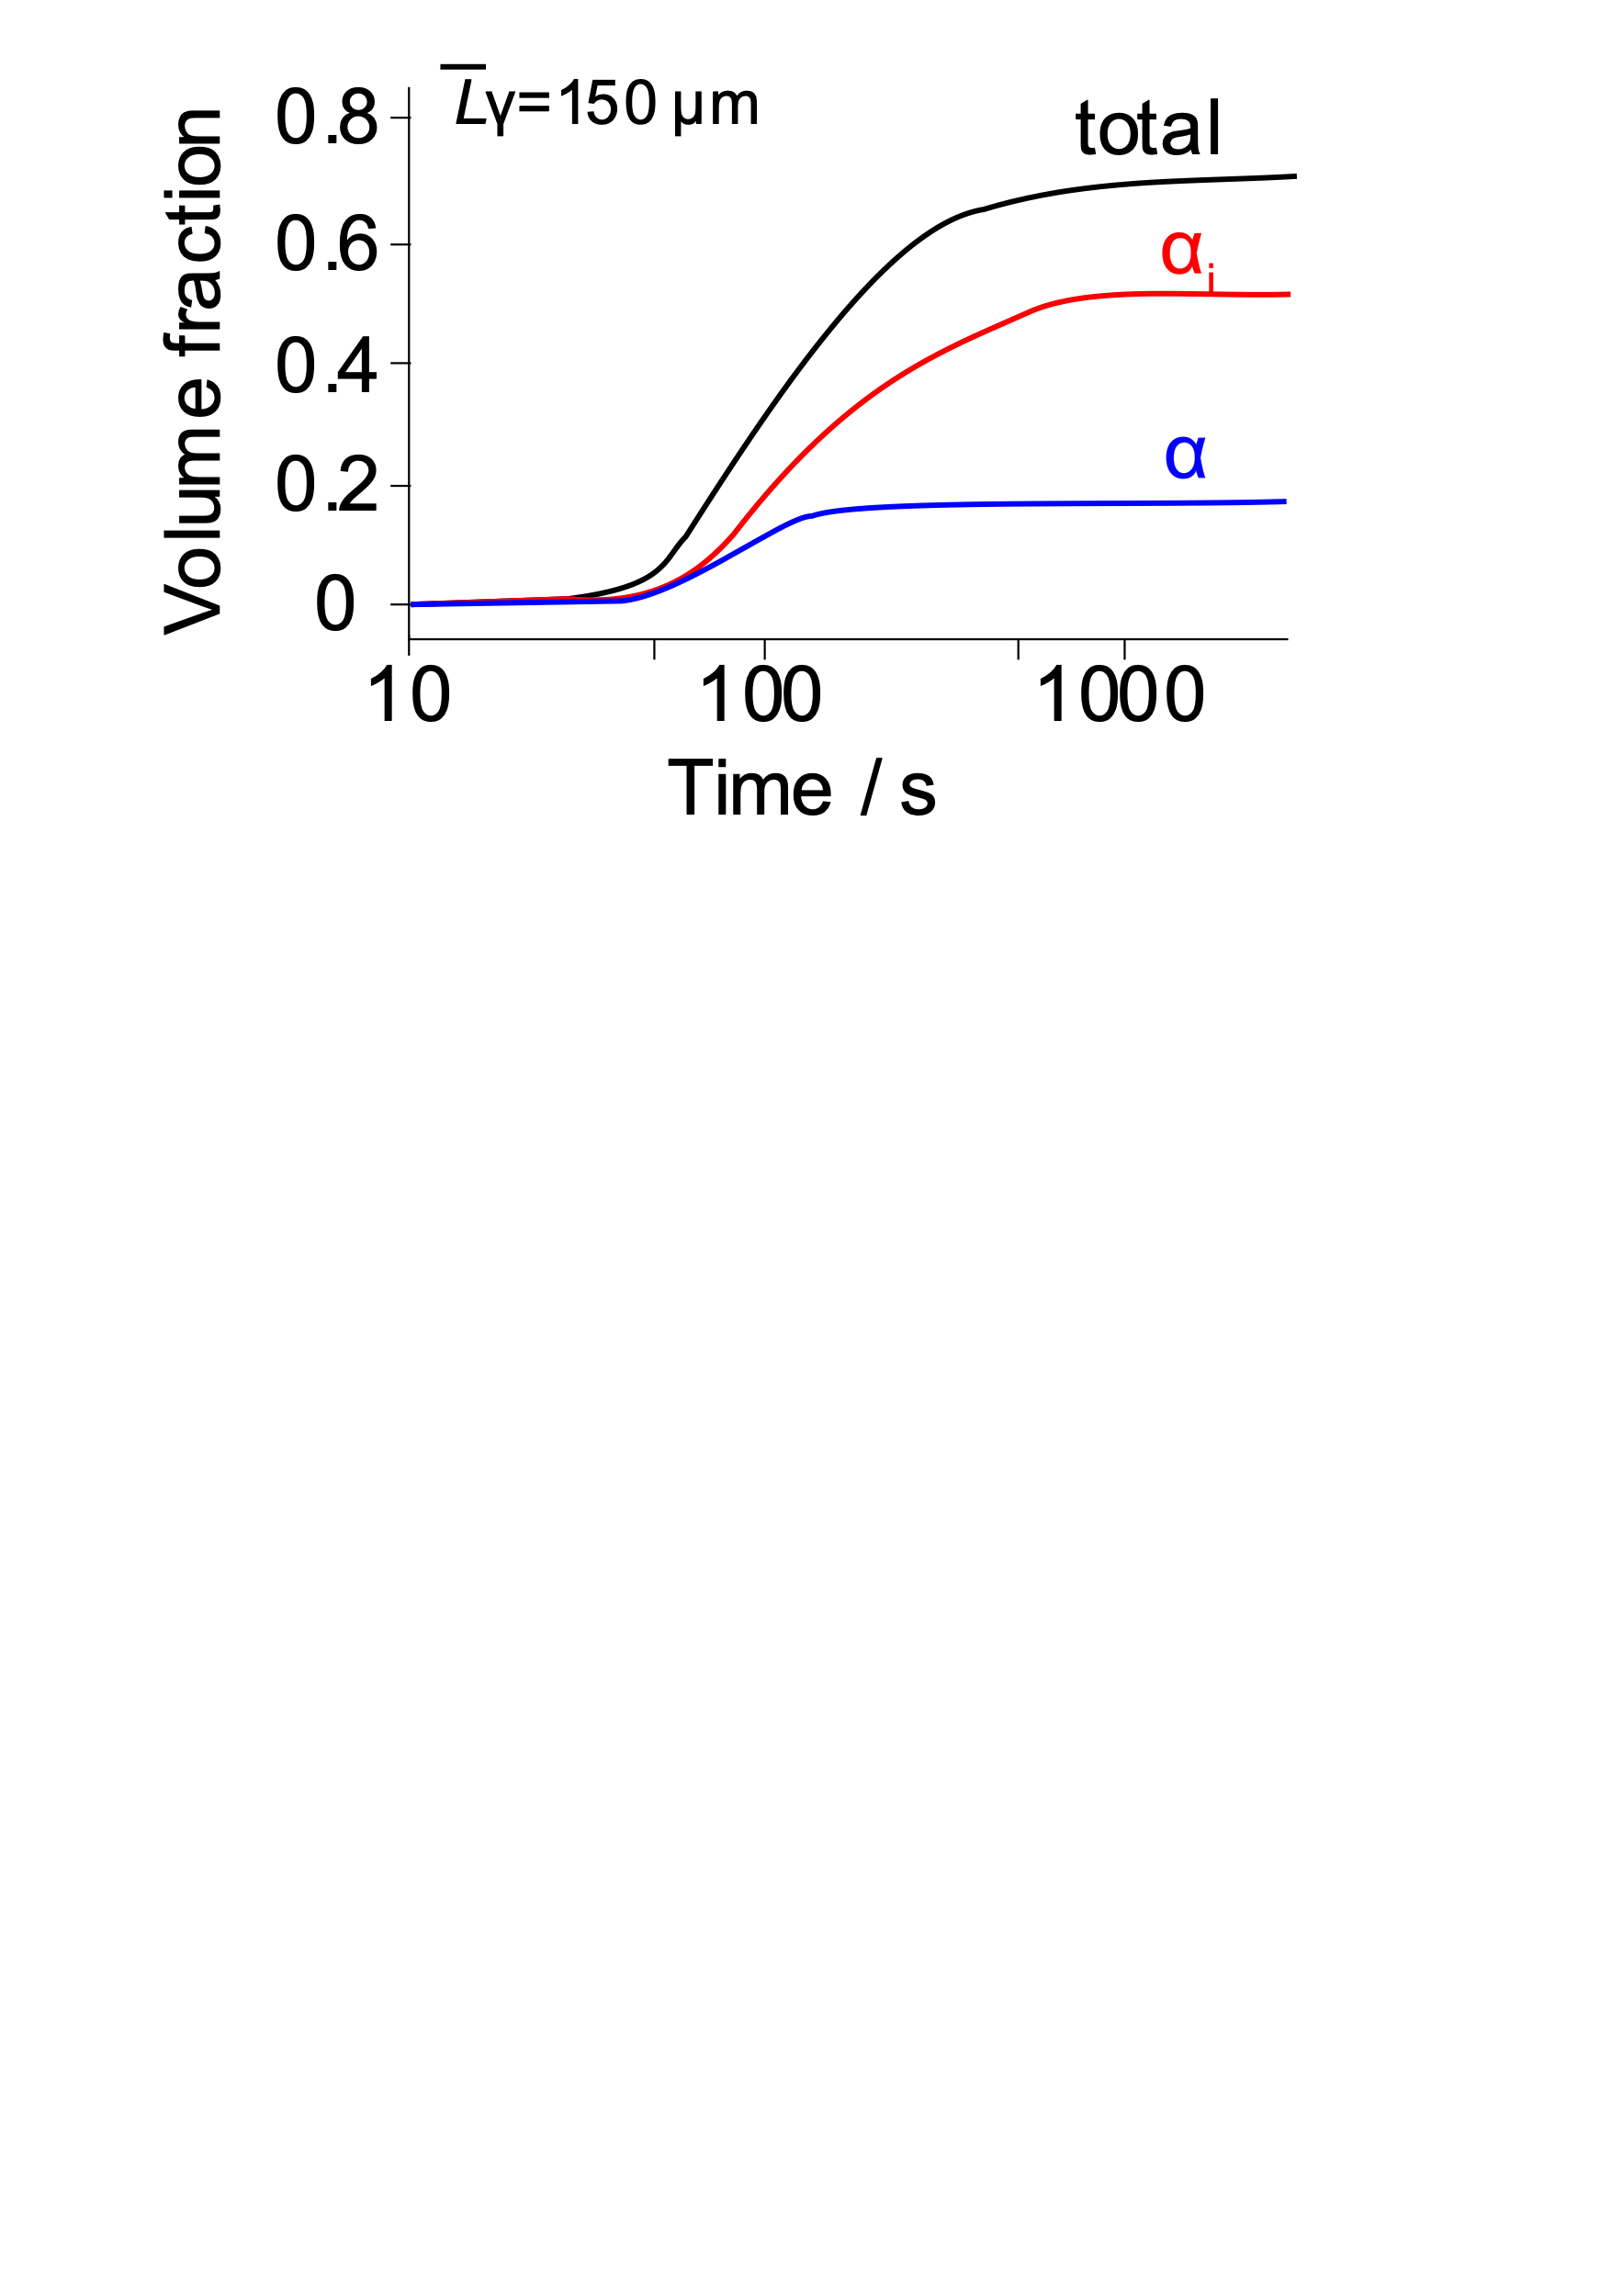 L̅γ=150 µm
total
αi
α
Volume fraction
0.8
0.6
0.4
0.2
0
10 100 1000
Time / s